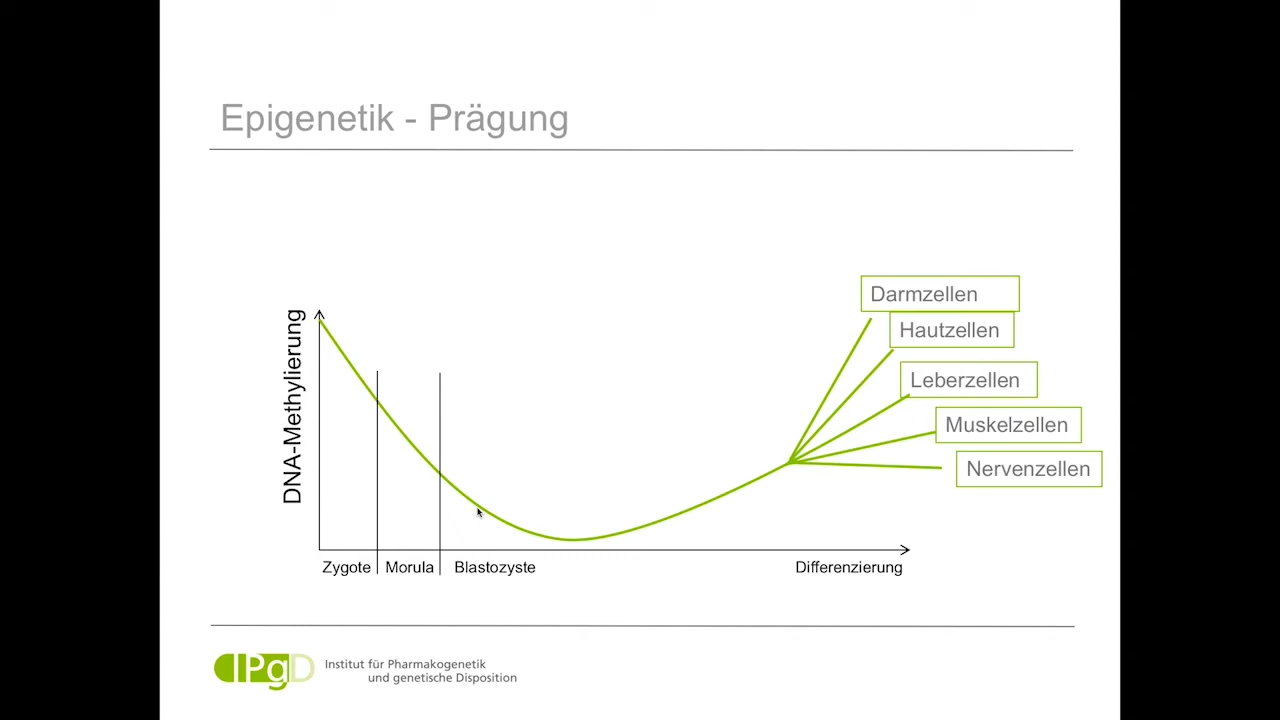 Epigenetik - Prägung
DNA-Methylierung
Darmzellen
Hautzellen
Leberzellen
Muskelzellen
Nervenzellen
Zygote
Morula
Blastozyste
Differenzierung
IPgD
Institut für Pharmakogenetik
und genetische Disposition